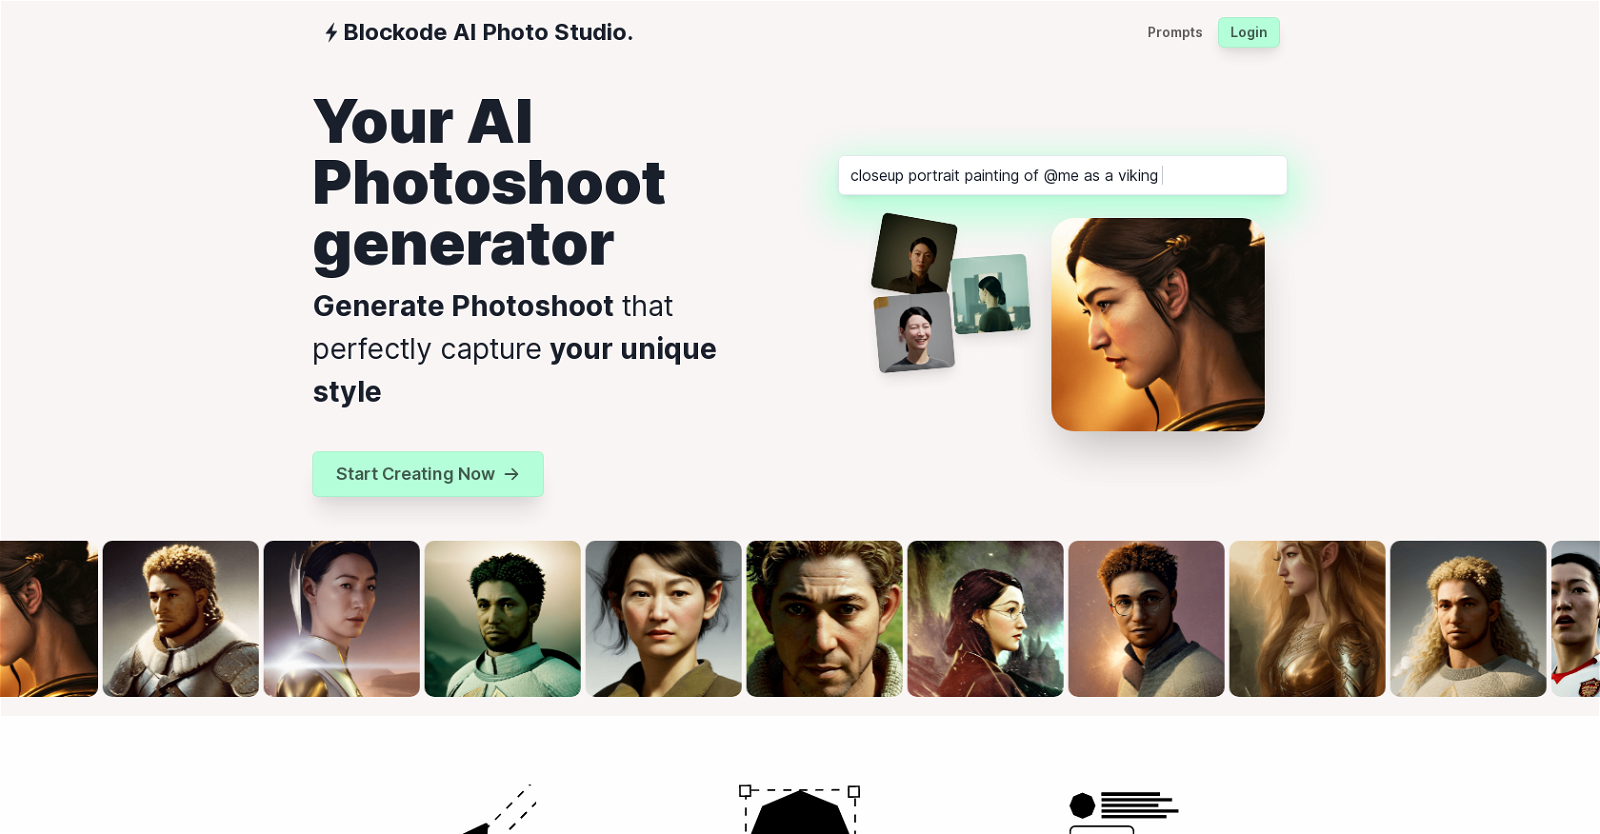 Blockode AI Photo Studio.
Prompts
Login
Your AI
Photoshoot
generator
Generate Photoshoot that
perfectly capture your unique
style
Start Creating Now →
closeup portrait painting of @me as a viking